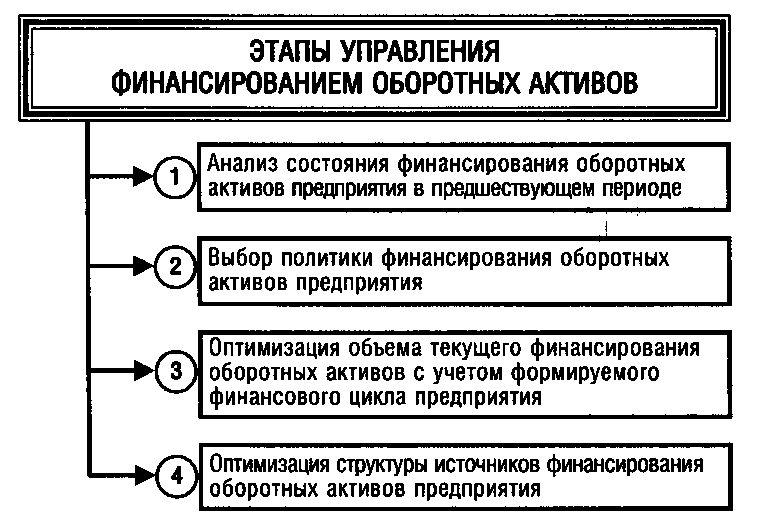 ЭТАПЫ УПРАВЛЕНИЯ
ФИНАНСИРОВАНИЕМ ОБОРОТНЫХ АКТИВОВ
1
Анализ состояния финансирования оборотных
активов предприятия в предшествующем периоде
2
Выбор политики финансирования оборотных
активов предприятия
3
Оптимизация объема текущего финансирования
оборотных активов с учетом формируемого
финансового цикла предприятия
4
Оптимизация структуры источников финансирования
оборотных активов предприятия